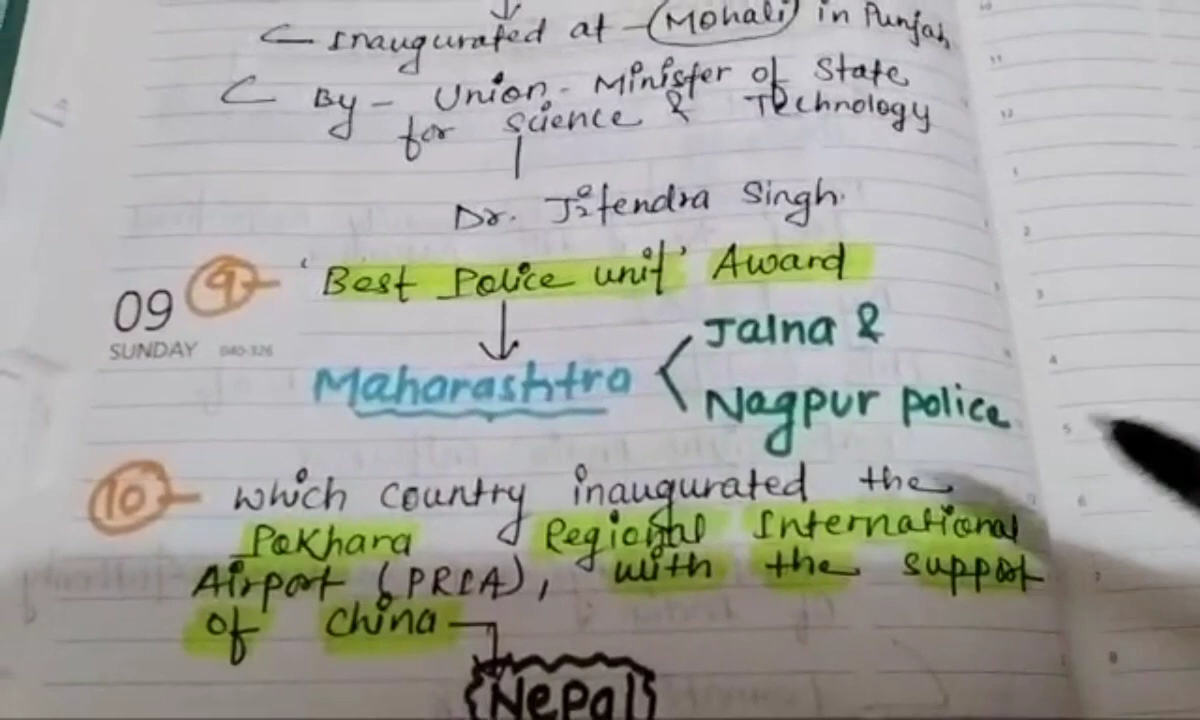 Inaugurated at - Mohali in Punjab
By - Union - Minister of State
for Science & Technology
Dr. Jitendra Singh.
9 - 'Best Police unit' Award
09
SUNDAY 040-326
Maharashtra
Jalna &
Nagpur police
10 - which country inaugurated the
Pokhara Regional International
Airport (PRIA), with the support
of China
Nepal